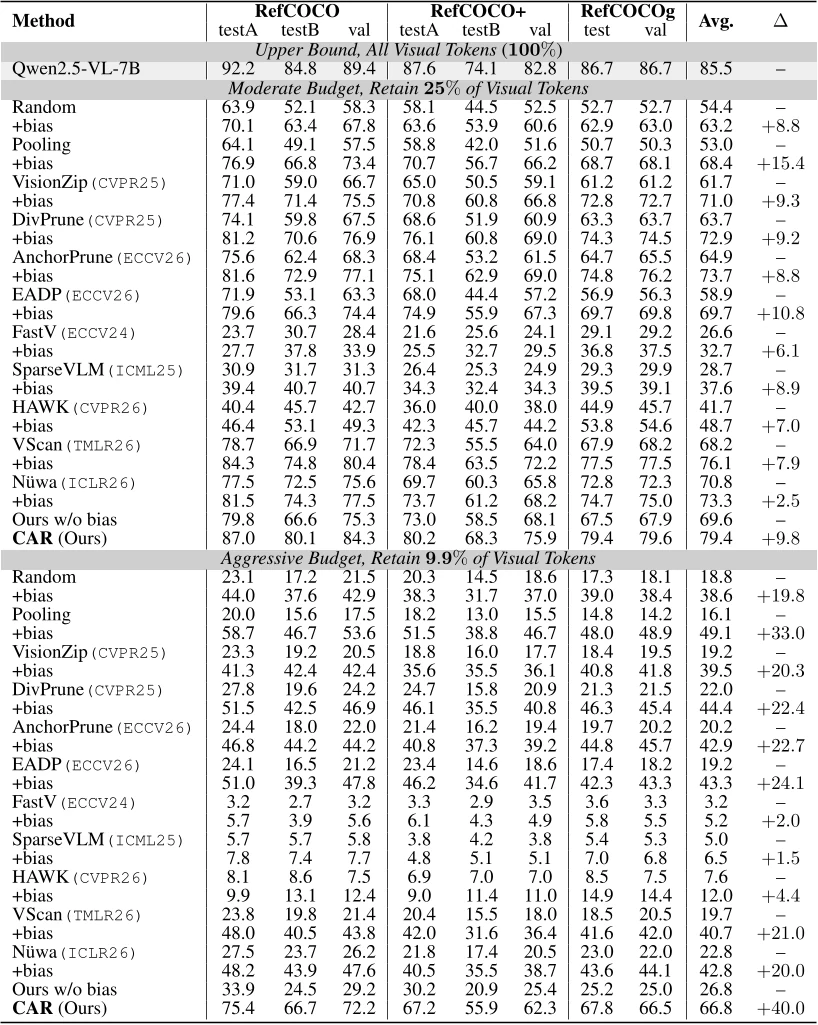 Method RefCOCO RefCOCO+ RefCOCOg Avg. Δ
testA testB val testA testB val test val
Upper Bound, All Visual Tokens (100%)
Qwen2.5-VL-7B 92.2 84.8 89.4 87.6 74.1 82.8 86.7 86.7 85.5 –
Moderate Budget, Retain 25% of Visual Tokens
Random 63.9 52.1 58.3 58.1 44.5 52.5 52.7 52.7 54.4 –
+bias 70.1 63.4 67.8 63.6 53.9 60.6 62.9 63.0 63.2 +8.8
Pooling 64.1 49.1 57.5 58.8 42.0 51.6 50.7 50.3 53.0 –
+bias 76.9 66.8 73.4 70.7 56.7 66.2 68.7 68.1 68.4 +15.4
VisionZip (CVPR25) 71.0 59.0 66.7 65.0 50.5 59.1 61.2 61.2 61.7 –
+bias 77.4 71.4 75.5 70.8 60.8 66.8 72.8 72.7 71.0 +9.3
DivPrune (CVPR25) 74.1 59.8 67.5 68.6 51.9 60.9 63.3 63.7 63.7 –
+bias 81.2 70.6 76.9 76.1 60.8 69.0 74.3 74.5 72.9 +9.2
AnchorPrune (ECCV26) 75.6 62.4 68.3 68.4 53.2 61.5 64.7 65.5 64.9 –
+bias 81.6 72.9 77.1 75.1 62.9 69.0 74.8 76.2 73.7 +8.8
EADP (ECCV26) 71.9 53.1 63.3 68.0 44.4 57.2 56.9 56.3 58.9 –
+bias 79.6 66.3 74.4 74.9 55.9 67.3 69.7 69.8 69.7 +10.8
FastV (ECCV24) 23.7 30.7 28.4 21.6 25.6 24.1 29.1 29.2 26.6 –
+bias 27.7 37.8 33.9 25.5 32.7 29.5 36.8 37.5 32.7 +6.1
SparseVLM (ICML25) 30.9 31.7 31.3 26.4 25.3 24.9 29.3 29.9 28.7 –
+bias 39.4 40.7 40.7 34.3 32.4 34.3 39.5 39.1 37.6 +8.9
HAWK (CVPR26) 40.4 45.7 42.7 36.0 40.0 38.0 44.9 45.7 41.7 –
+bias 46.4 53.1 49.3 42.3 45.7 44.2 53.8 54.6 48.7 +7.0
VScan (TMLR26) 78.7 66.9 71.7 72.3 55.5 64.0 67.9 68.2 68.2 –
+bias 84.3 74.8 80.4 78.4 63.5 72.2 77.5 77.5 76.1 +7.9
Nüwa (ICLR26) 77.5 72.5 75.6 69.7 60.3 65.8 72.8 72.3 70.8 –
+bias 81.5 74.3 77.5 73.7 61.2 68.2 74.7 75.0 73.3 +2.5
Ours w/o bias 79.8 66.6 75.3 73.0 58.5 68.1 67.5 67.9 69.6 –
CAR (Ours) 87.0 80.1 84.3 80.2 68.3 75.9 79.4 79.6 79.4 +9.8
Aggressive Budget, Retain 9.9% of Visual Tokens
Random 23.1 17.2 21.5 20.3 14.5 18.6 17.3 18.1 18.8 –
+bias 44.0 37.6 42.9 38.3 31.7 37.0 39.0 38.4 38.6 +19.8
Pooling 20.0 15.6 17.5 18.2 13.0 15.5 14.8 14.2 16.1 –
+bias 58.7 46.7 53.6 51.5 38.8 46.7 48.0 48.9 49.1 +33.0
VisionZip (CVPR25) 23.3 19.2 20.5 18.8 16.0 17.7 18.4 19.5 19.2 –
+bias 41.3 42.4 42.4 35.6 35.5 36.1 40.8 41.8 39.5 +20.3
DivPrune (CVPR25) 27.8 19.6 24.2 24.7 15.8 20.9 21.3 21.5 22.0 –
+bias 51.5 42.5 46.9 46.1 35.5 40.8 46.3 45.4 44.4 +22.4
AnchorPrune (ECCV26) 24.4 18.0 22.0 21.4 16.2 19.4 19.7 20.2 20.2 –
+bias 46.8 44.2 44.2 40.8 37.3 39.2 44.8 45.7 42.9 +22.7
EADP (ECCV26) 24.1 16.5 21.2 23.4 14.6 18.6 17.4 18.2 19.2 –
+bias 51.0 39.3 47.8 46.2 34.6 41.7 42.3 43.3 43.3 +24.1
FastV (ECCV24) 3.2 2.7 3.2 3.3 2.9 3.5 3.6 3.3 3.2 –
+bias 5.7 3.9 5.6 6.1 4.3 4.9 5.8 5.5 5.2 +2.0
SparseVLM (ICML25) 5.7 5.7 5.8 3.8 4.2 3.8 5.4 5.3 5.0 –
+bias 7.8 7.4 7.7 4.8 5.1 5.1 7.0 6.8 6.5 +1.5
HAWK (CVPR26) 8.1 8.6 7.5 6.9 7.0 7.0 8.5 7.5 7.6 –
+bias 9.9 13.1 12.4 9.0 11.4 11.0 14.9 14.4 12.0 +4.4
VScan (TMLR26) 23.8 19.8 21.4 20.4 15.5 18.0 18.5 20.5 19.7 –
+bias 48.0 40.5 43.8 42.0 31.6 36.4 41.6 42.0 40.7 +21.0
Nüwa (ICLR26) 27.5 23.7 26.2 21.8 17.4 20.5 23.0 22.0 22.8 –
+bias 48.2 43.9 47.6 40.5 35.5 38.7 43.6 44.1 42.8 +20.0
Ours w/o bias 33.9 24.5 29.2 30.2 20.9 25.4 25.2 25.0 26.8 –
CAR (Ours) 75.4 66.7 72.2 67.2 55.9 62.3 67.8 66.5 66.8 +40.0